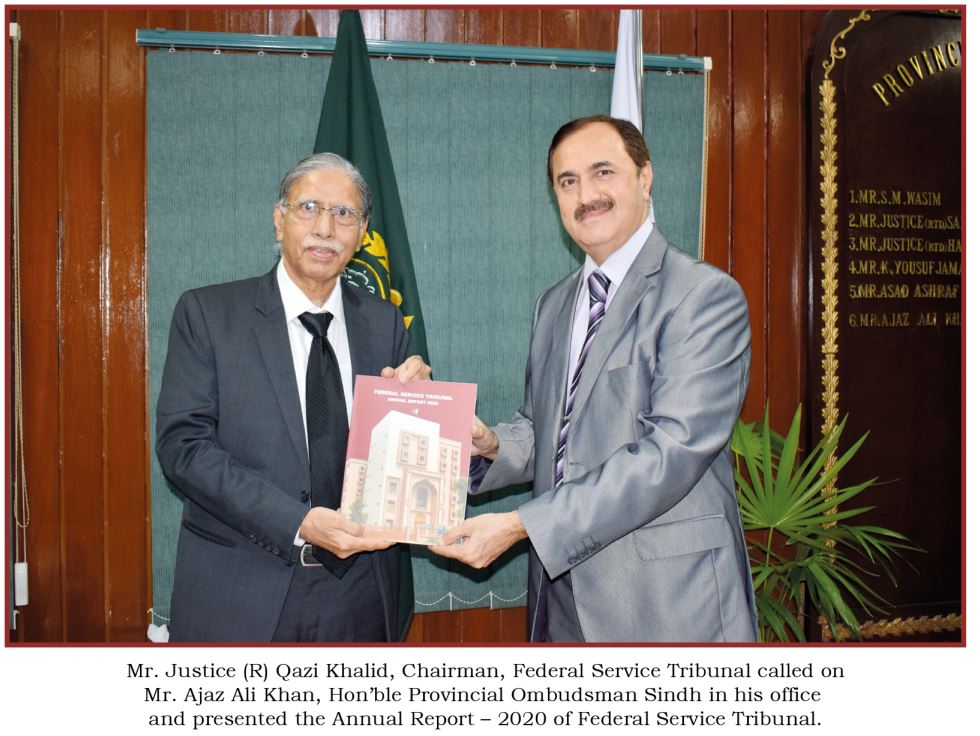 PROVINC
1.MR.S.M.WASIM
2.MR.JUSTICE(RTD)SA
3.MR.JUSTICE(RTD)HA
4.MR.K.YOUSUF JAMA
5.MR.ASAD ASHRAF
6.MR.AJAZ ALI KH
FEDERAL SERVICE TRIBUNAL
ANNUAL REPORT 2020
Mr. Justice (R) Qazi Khalid, Chairman, Federal Service Tribunal called on
Mr. Ajaz Ali Khan, Hon’ble Provincial Ombudsman Sindh in his office
and presented the Annual Report – 2020 of Federal Service Tribunal.